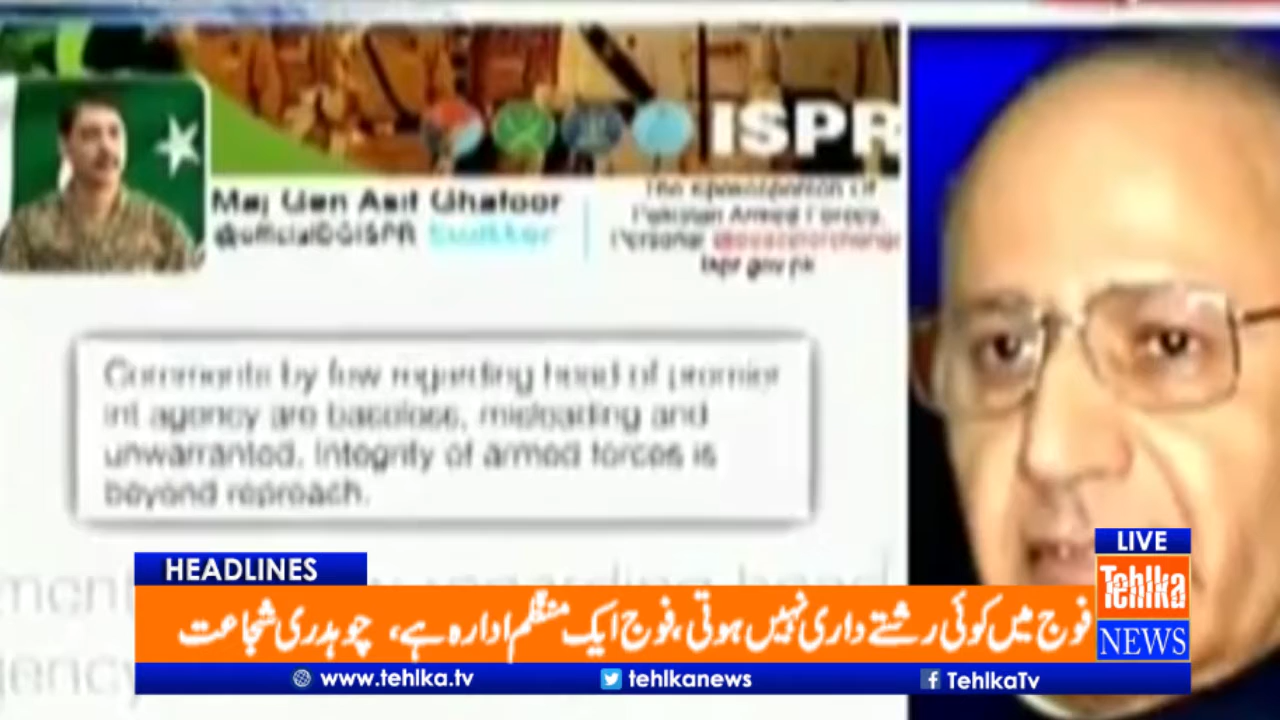 ISPR
Maj Gen Asif Ghafoor
@OfficialDGISPR twitter
The spokesperson Of
Pakistan Armed Forces,
Personal
ispr.gov.pk
Comments by few regarding head of premier
int agency are baseless, misleading and
unwarranted. Integrity of armed forces is
beyond reproach.
HEADLINES
LIVE
Tehlka
NEWS
فوج میں کوئی رشتے داری نہیں ہوتی، فوج ایک منظم ادارہ ہے، چوہدری شجاعت
www.tehlka.tv tehlkanews TehlkaTv